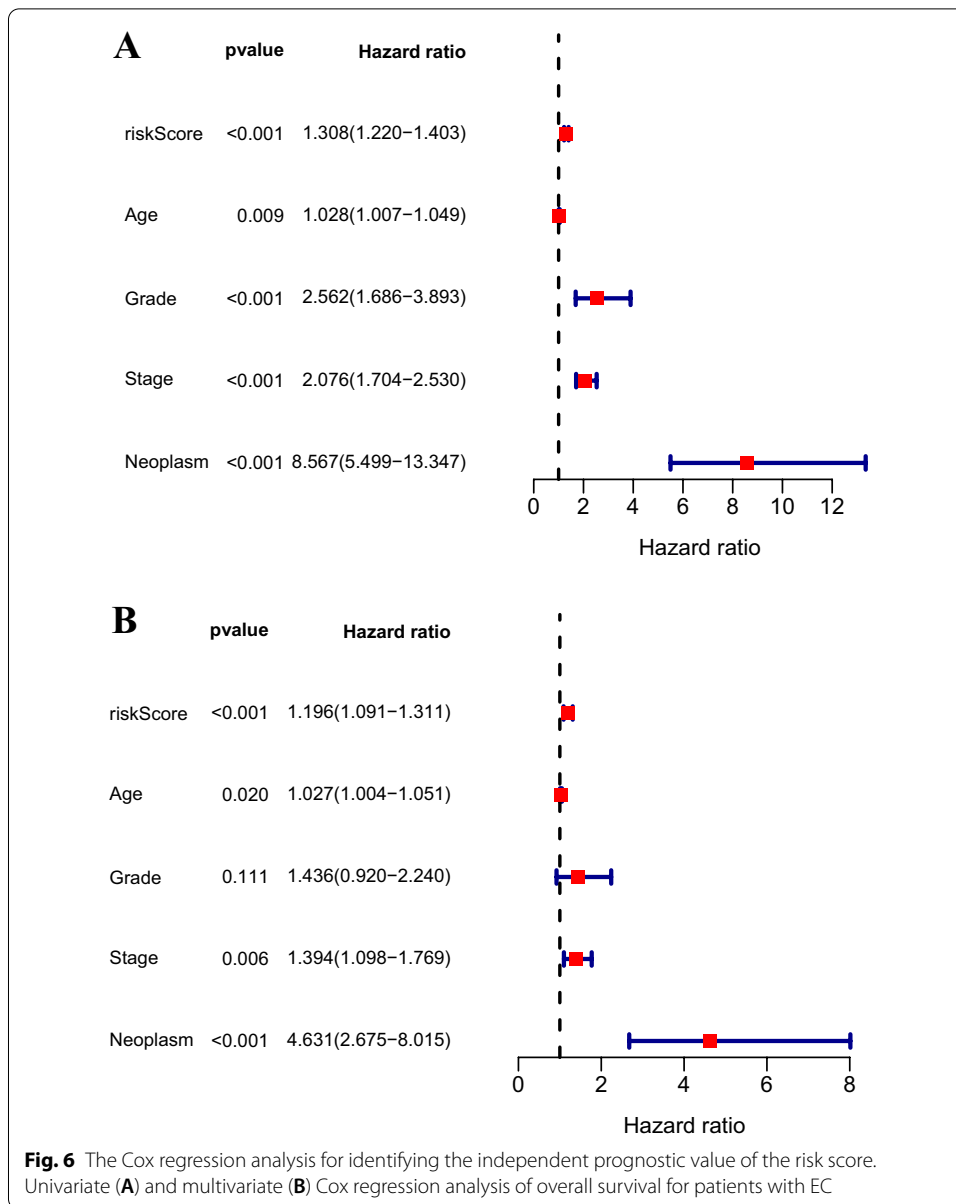 A pvalue Hazard ratio
riskScore <0.001 1.308(1.220−1.403)
Age 0.009 1.028(1.007−1.049)
Grade <0.001 2.562(1.686−3.893)
Stage <0.001 2.076(1.704−2.530)
Neoplasm <0.001 8.567(5.499−13.347)
0 2 4 6 8 10 12
Hazard ratio
B pvalue Hazard ratio
riskScore <0.001 1.196(1.091−1.311)
Age 0.020 1.027(1.004−1.051)
Grade 0.111 1.436(0.920−2.240)
Stage 0.006 1.394(1.098−1.769)
Neoplasm <0.001 4.631(2.675−8.015)
0 2 4 6 8
Hazard ratio
Fig. 6 The Cox regression analysis for identifying the independent prognostic value of the risk score.
Univariate (A) and multivariate (B) Cox regression analysis of overall survival for patients with EC